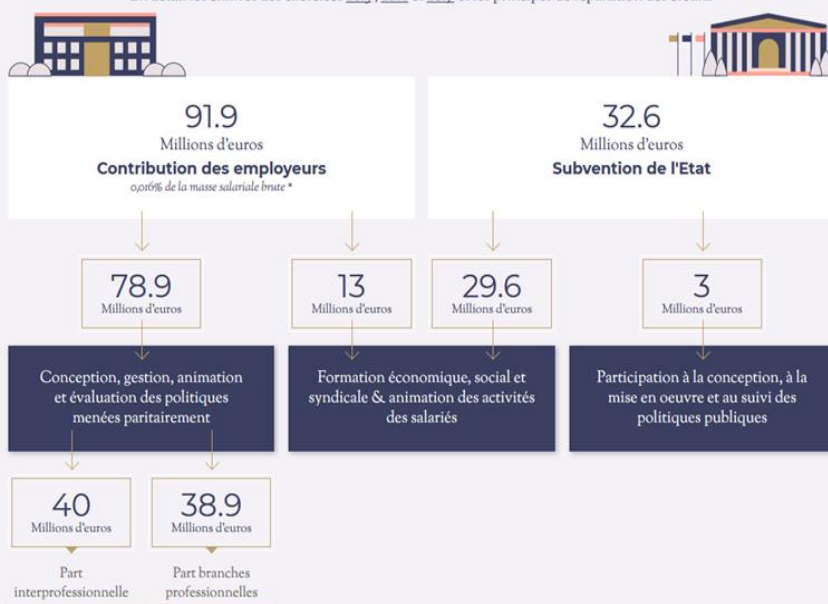 91.9
Millions d'euros
Contribution des employeurs
0,016% de la masse salariale brute *
32.6
Millions d'euros
Subvention de l'Etat
78.9
Millions d'euros
13
Millions d'euros
29.6
Millions d'euros
3
Millions d'euros
Conception, gestion, animation
et évaluation des politiques
menées paritairement
Formation économique, social et
syndicale & animation des activités
des salariés
Participation à la conception, à la
mise en oeuvre et au suivi des
politiques publiques
40
Millions d'euros
38.9
Millions d'euros
Part
interprofessionnelle
Part branches
professionnelles